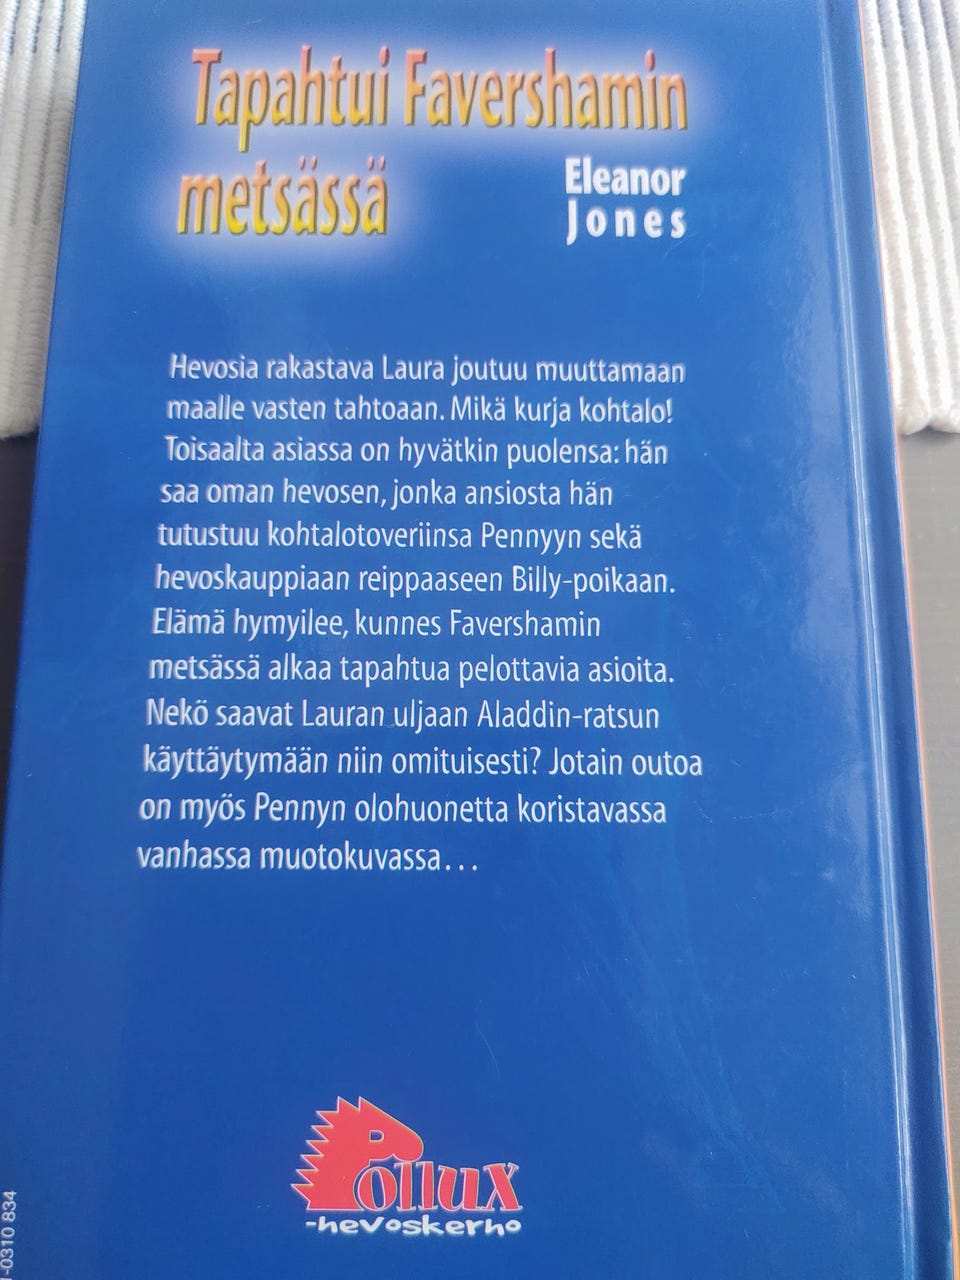 Tapahtui Favershamin
metsässä
Eleanor
Jones
Hevosia rakastava Laura joutuu muuttamaan
maalle vasten tahtoaan. Mikä kurja kohtalo!
Toisaalta asiassa on hyvätkin puolensa: hän
saa oman hevosen, jonka ansiosta hän
tutustuu kohtalotoveriinsa Pennyyn sekä
hevoskauppiaan reippaaseen Billy-poikaan.
Elämä hymyilee, kunnes Favershamin
metsässä alkaa tapahtua pelottavia asioita.
Nekö saavat Lauran uljaan Aladdin-ratsun
käyttäytymään niin omituisesti? Jotain outoa
on myös Pennyn olohuonetta koristavassa
vanhassa muotokuvassa...
Pollux
-hevoskerho
-0310 834